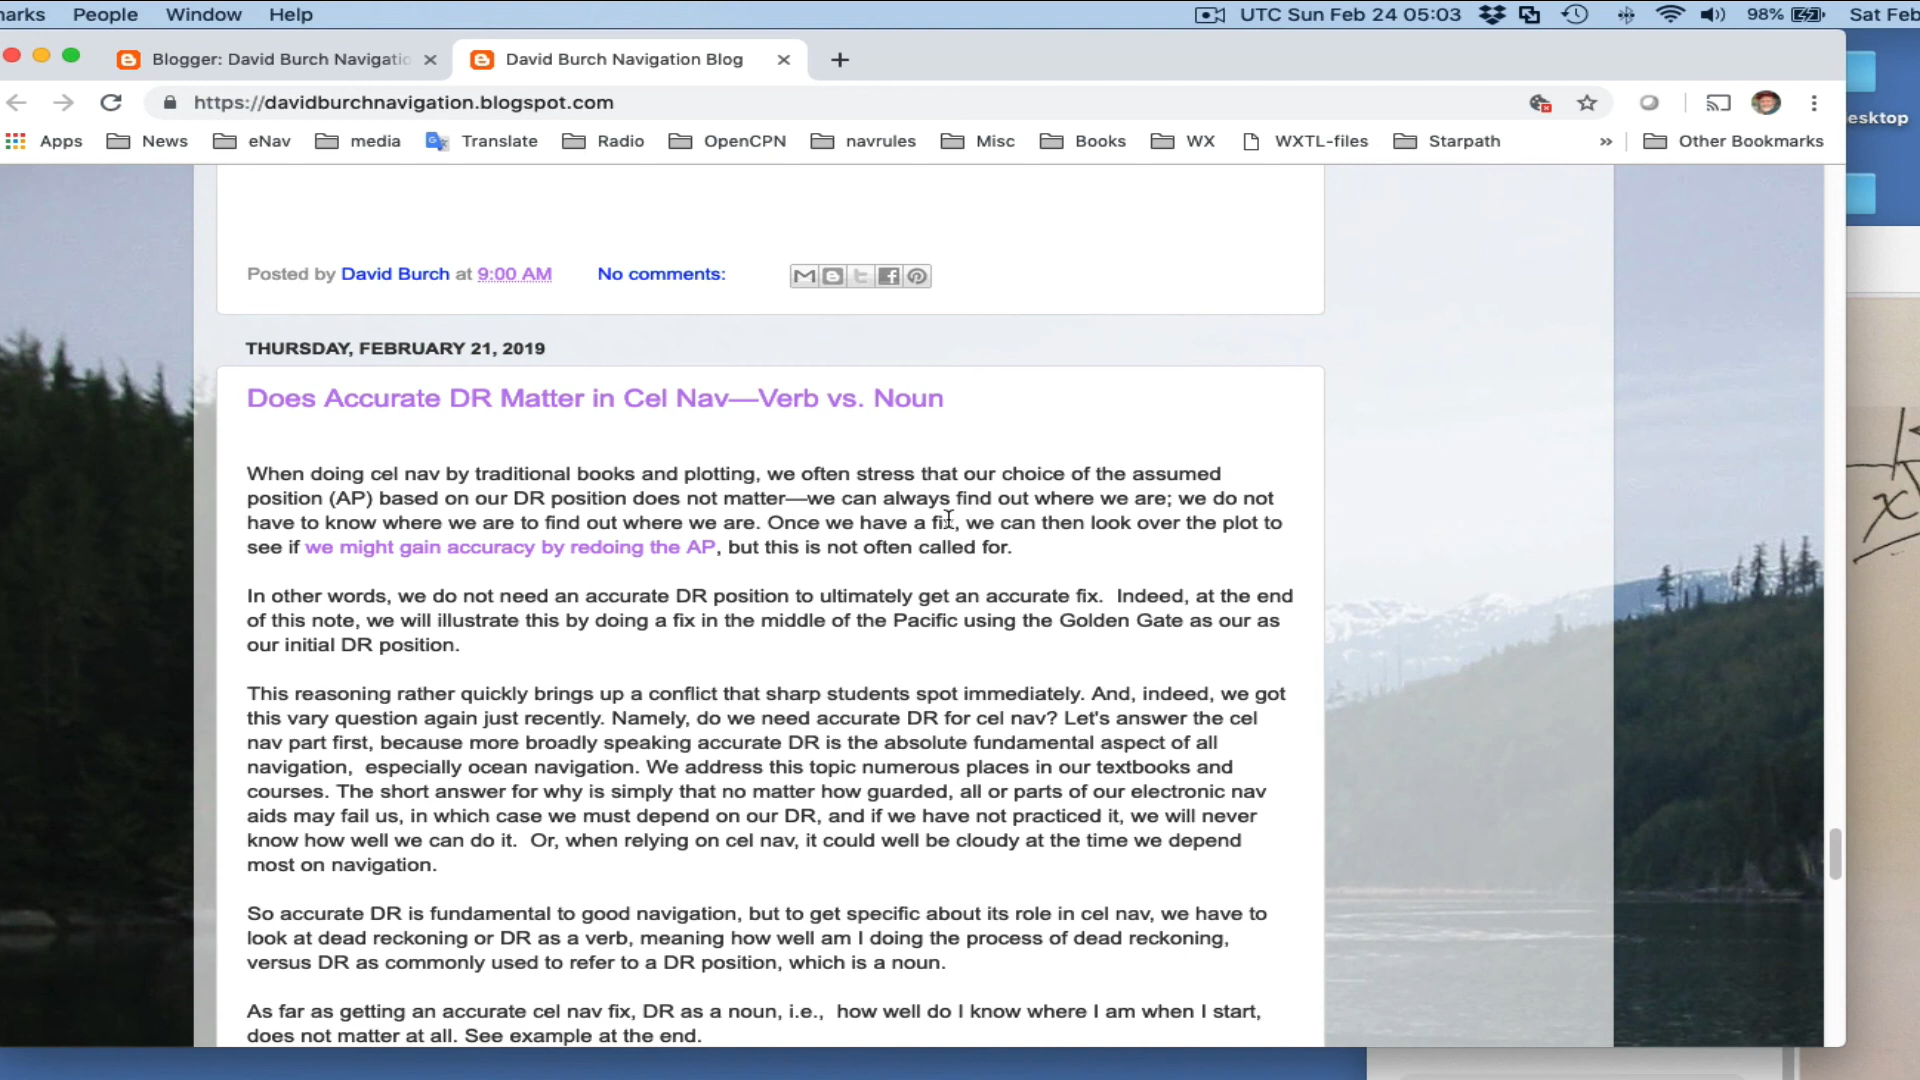 arks People Window Help UTC Sun Feb 24 05:03 98% Sat Feb
Blogger: David Burch Navigatio David Burch Navigation Blog
https://davidburchnavigation.blogspot.com
esktop
Apps News eNav media Translate Radio OpenCPN navrules Misc Books WX WXTL-files Starpath » Other Bookmarks
Posted by David Burch at 9:00 AM No comments:
THURSDAY, FEBRUARY 21, 2019
Does Accurate DR Matter in Cel Nav—Verb vs. Noun
When doing cel nav by traditional books and plotting, we often stress that our choice of the assumed
position (AP) based on our DR position does not matter—we can always find out where we are; we do not
have to know where we are to find out where we are. Once we have a fix, we can then look over the plot to
see if we might gain accuracy by redoing the AP, but this is not often called for.
In other words, we do not need an accurate DR position to ultimately get an accurate fix. Indeed, at the end
of this note, we will illustrate this by doing a fix in the middle of the Pacific using the Golden Gate as our as
our initial DR position.
This reasoning rather quickly brings up a conflict that sharp students spot immediately. And, indeed, we got
this vary question again just recently. Namely, do we need accurate DR for cel nav? Let's answer the cel
nav part first, because more broadly speaking accurate DR is the absolute fundamental aspect of all
navigation, especially ocean navigation. We address this topic numerous places in our textbooks and
courses. The short answer for why is simply that no matter how guarded, all or parts of our electronic nav
aids may fail us, in which case we must depend on our DR, and if we have not practiced it, we will never
know how well we can do it. Or, when relying on cel nav, it could well be cloudy at the time we depend
most on navigation.
So accurate DR is fundamental to good navigation, but to get specific about its role in cel nav, we have to
look at dead reckoning or DR as a verb, meaning how well am I doing the process of dead reckoning,
versus DR as commonly used to refer to a DR position, which is a noun.
As far as getting an accurate cel nav fix, DR as a noun, i.e., how well do I know where I am when I start,
does not matter at all. See example at the end.